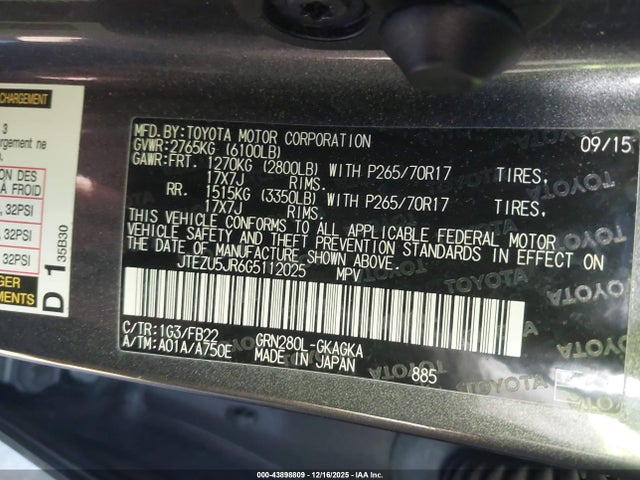 CHARGEMENT
3
hargement ne
r
ION DES
À FROID
, 32PSI
, 32PSI
, 32PSI
GER
EMENTS
D 1
35B30
MFD.BY:TOYOTA MOTOR CORPORATION 09/15
GVWR:2765KG (6100LB)
GAWR:FRT. 1270KG (2800LB) WITH P265/70R17 TIRES,
17X7J RIMS.
RR. 1515KG (3350LB) WITH P265/70R17 TIRES,
17X7J RIMS.
THIS VEHICLE CONFORMS TO ALL APPLICABLE FEDERAL MOTOR
VEHICLE SAFETY AND THEFT PREVENTION STANDARDS IN EFFECT ON
THE DATE OF MANUFACTURE SHOWN ABOVE.
JTEZU5JR6G5112025 MPV
C/TR:1G3/FB22 GRN280L-GKAGKA
A/TM:A01A/A750E MADE IN JAPAN 885
TOYOTA
000-43898809 - 12/16/2025 - IAA Inc.